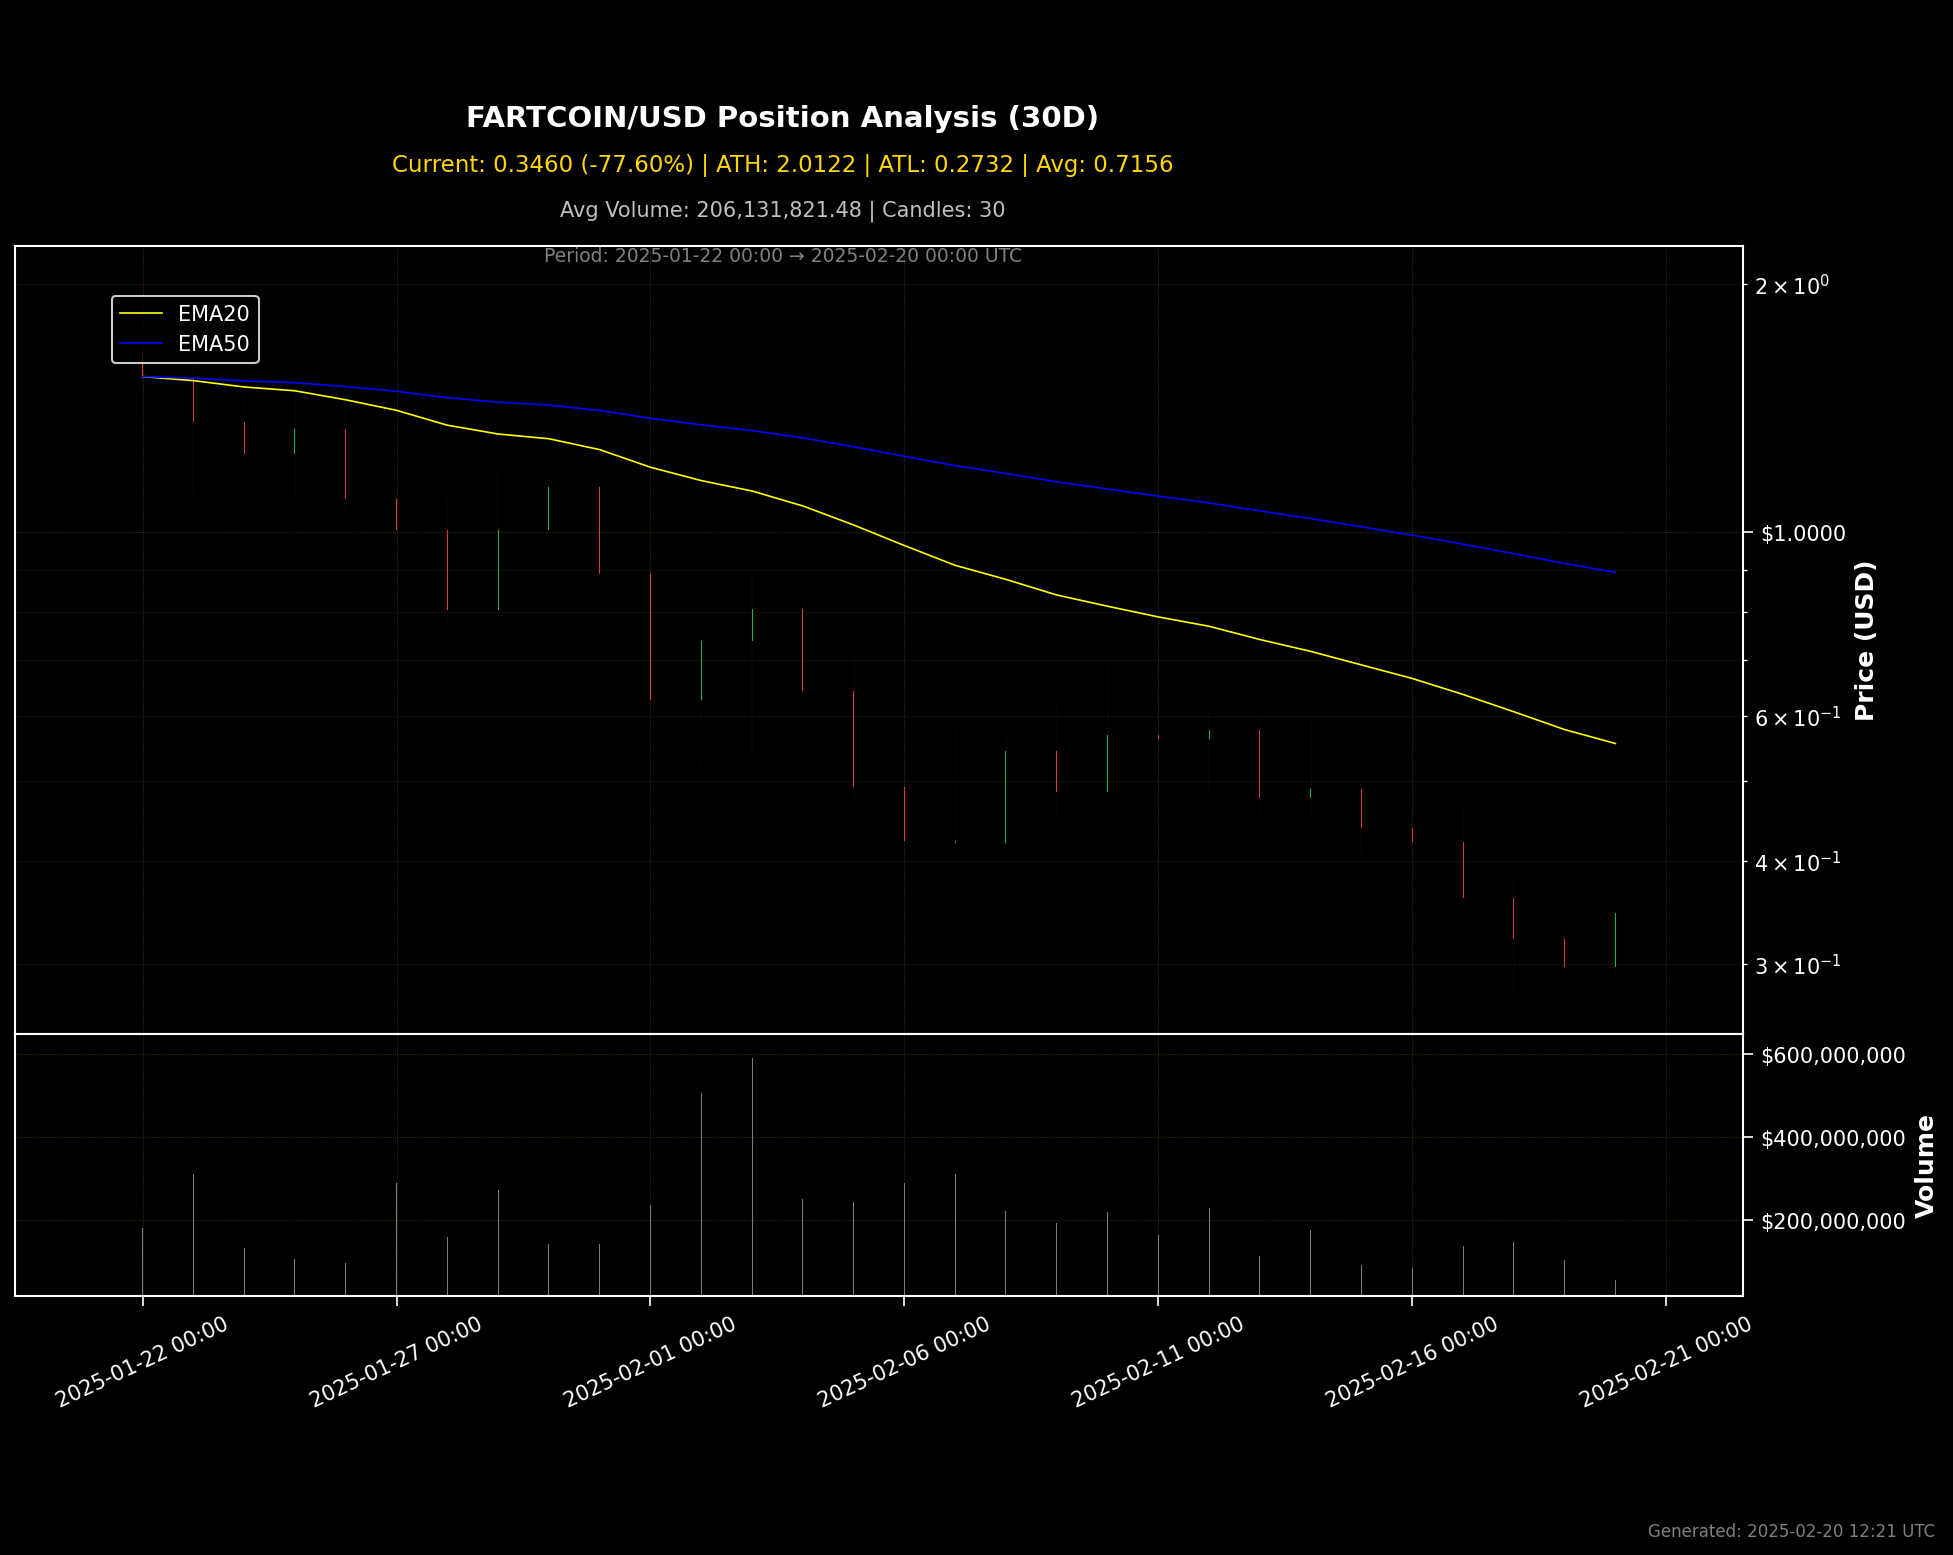 FARTCOIN/USD Position Analysis (30D)
Current: 0.3460 (-77.60%) | ATH: 2.0122 | ATL: 0.2732 | Avg: 0.7156
Avg Volume: 206,131,821.48 | Candles: 30
Period: 2025-01-22 00:00 → 2025-02-20 00:00 UTC
EMA20
EMA50
2 × 10⁰
$1.0000
6 × 10⁻¹
4 × 10⁻¹
3 × 10⁻¹
Price (USD)
$600,000,000
$400,000,000
$200,000,000
Volume
2025-01-22 00:00
2025-01-27 00:00
2025-02-01 00:00
2025-02-06 00:00
2025-02-11 00:00
2025-02-16 00:00
2025-02-21 00:00
Generated: 2025-02-20 12:21 UTC